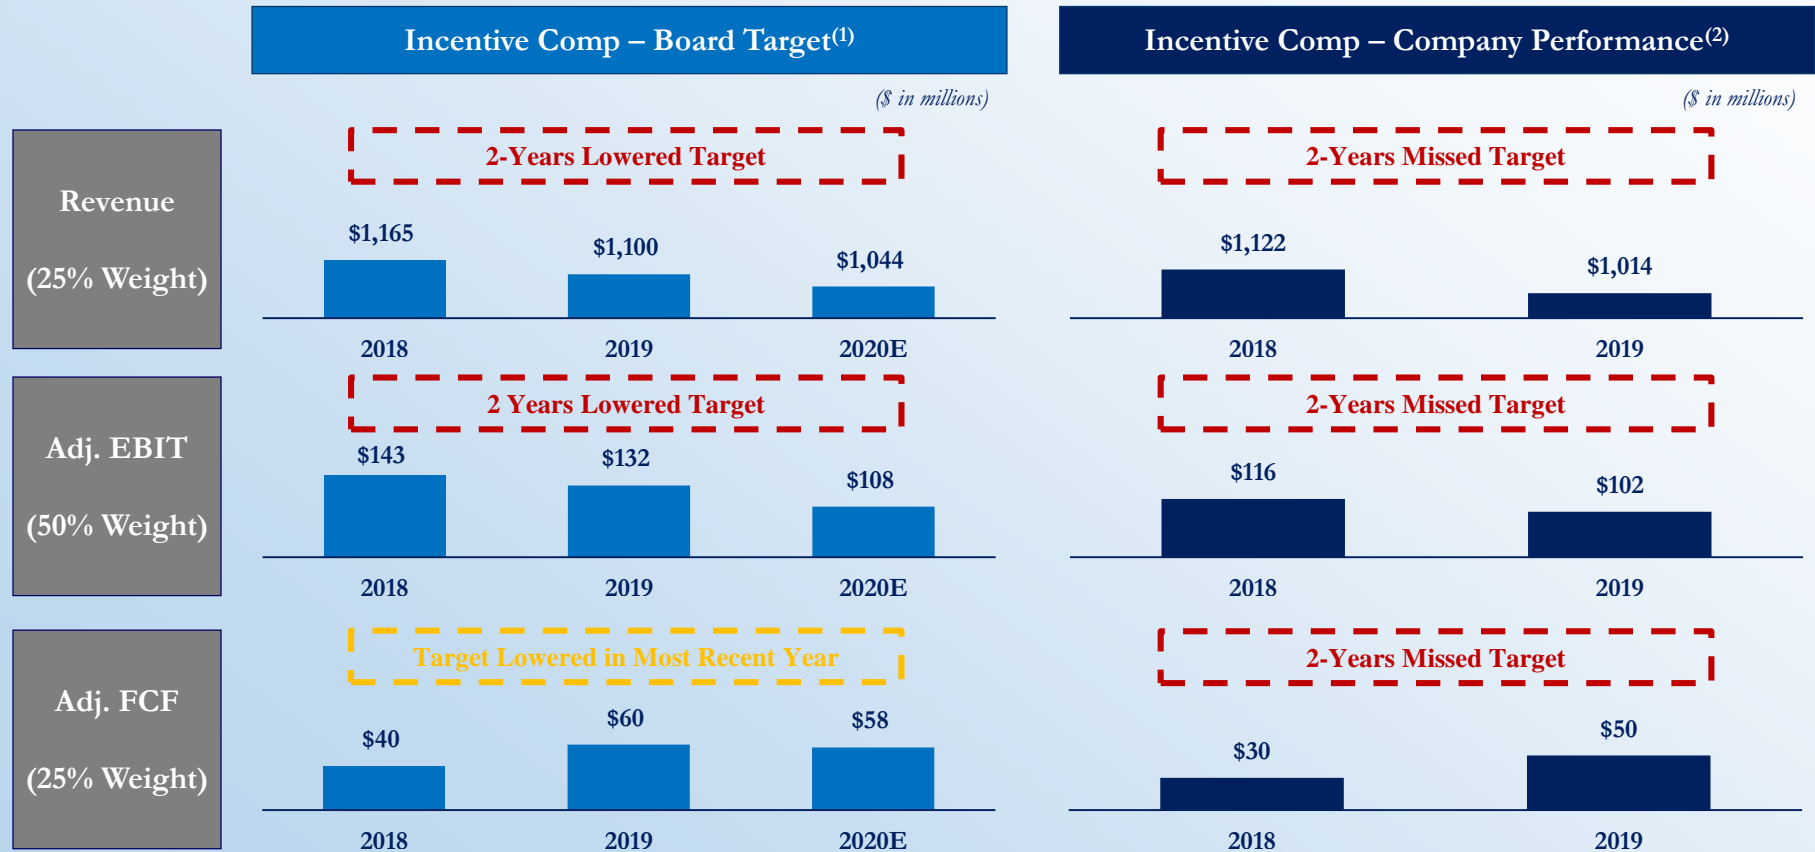 Incentive Comp – Board Target(1)
Incentive Comp – Company Performance(2)
($ in millions)
($ in millions)
Revenue
(25% Weight)
2-Years Lowered Target
$1,165
$1,100
$1,044
2018
2019
2020E
2-Years Missed Target
$1,122
$1,014
2018
2019
Adj. EBIT
(50% Weight)
2 Years Lowered Target
$143
$132
$108
2018
2019
2020E
2-Years Missed Target
$116
$102
2018
2019
Adj. FCF
(25% Weight)
Target Lowered in Most Recent Year
$40
$60
$58
2018
2019
2020E
2-Years Missed Target
$30
$50
2018
2019